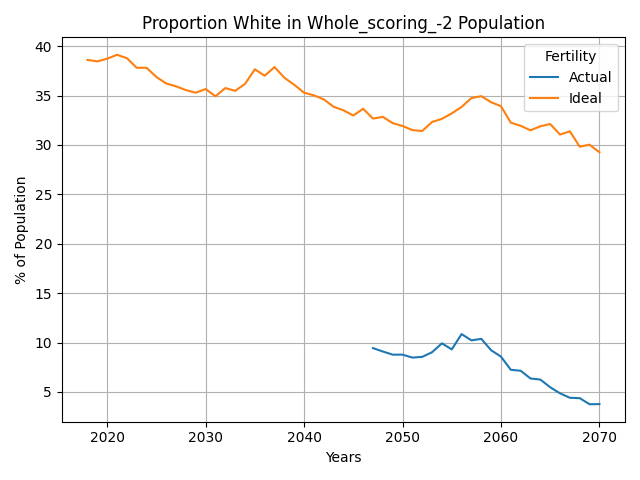 Proportion White in Whole_scoring_-2 Population
% of Population
40
35
30
25
20
15
10
5
Fertility
Actual
Ideal
2020 2030 2040 2050 2060 2070
Years